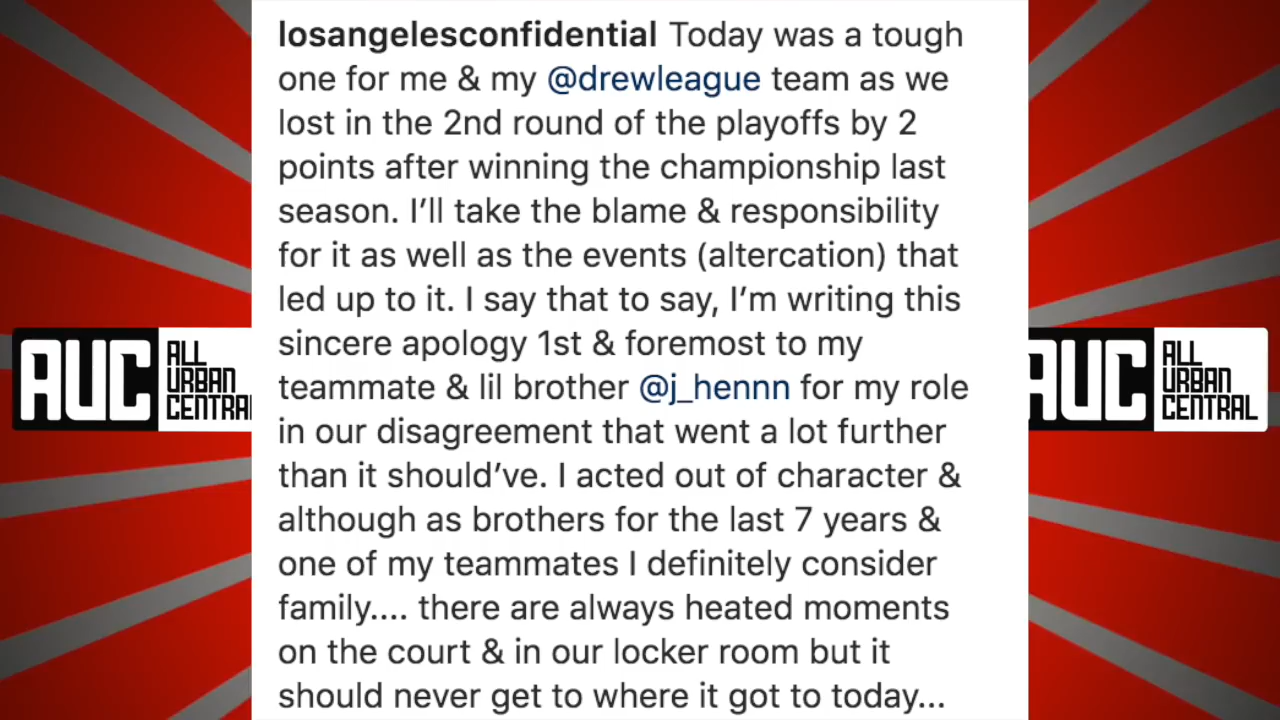 losangelesconfidential Today was a tough
one for me & my @drewleague team as we
lost in the 2nd round of the playoffs by 2
points after winning the championship last
season. I’ll take the blame & responsibility
for it as well as the events (altercation) that
led up to it. I say that to say, I’m writing this
sincere apology 1st & foremost to my
teammate & lil brother @j_hennn for my role
in our disagreement that went a lot further
than it should’ve. I acted out of character &
although as brothers for the last 7 years &
one of my teammates I definitely consider
family.... there are always heated moments
on the court & in our locker room but it
should never get to where it got to today...
AUC ALL
URBAN
CENTRAL
AUC ALL
URBAN
CENTRAL